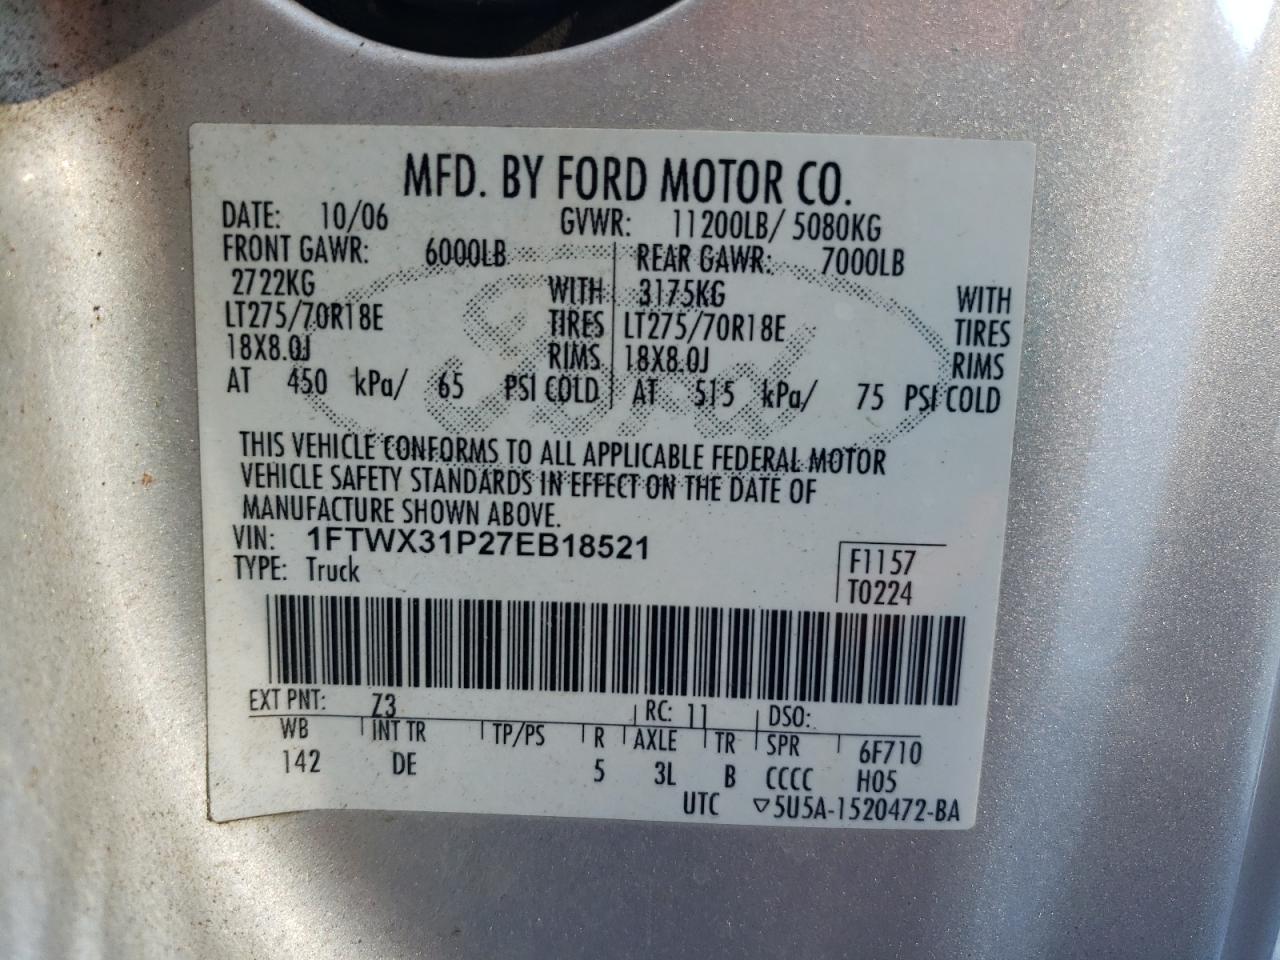 MFD. BY FORD MOTOR CO.
DATE: 10/06 GVWR: 11200LB/ 5080KG
FRONT GAWR: 6000LB REAR GAWR: 7000LB
2722KG WITH 3175KG WITH
LT275/70R18E TIRES LT275/70R18E TIRES
18X8.0J RIMS 18X8.0J RIMS
AT 450 kPa/ 65 PSI COLD AT 515 kPa/ 75 PSI COLD
Ford
THIS VEHICLE CONFORMS TO ALL APPLICABLE FEDERAL MOTOR
VEHICLE SAFETY STANDARDS IN EFFECT ON THE DATE OF
MANUFACTURE SHOWN ABOVE.
VIN: 1FTWX31P27EB18521
TYPE: Truck
F1157
T0224
EXT PNT: Z3 RC: 11 DSO:
WB INT TR TP/PS R AXLE TR SPR 6F710
142 DE 5 3L B CCCC H05
UTC ▽5U5A-1520472-BA